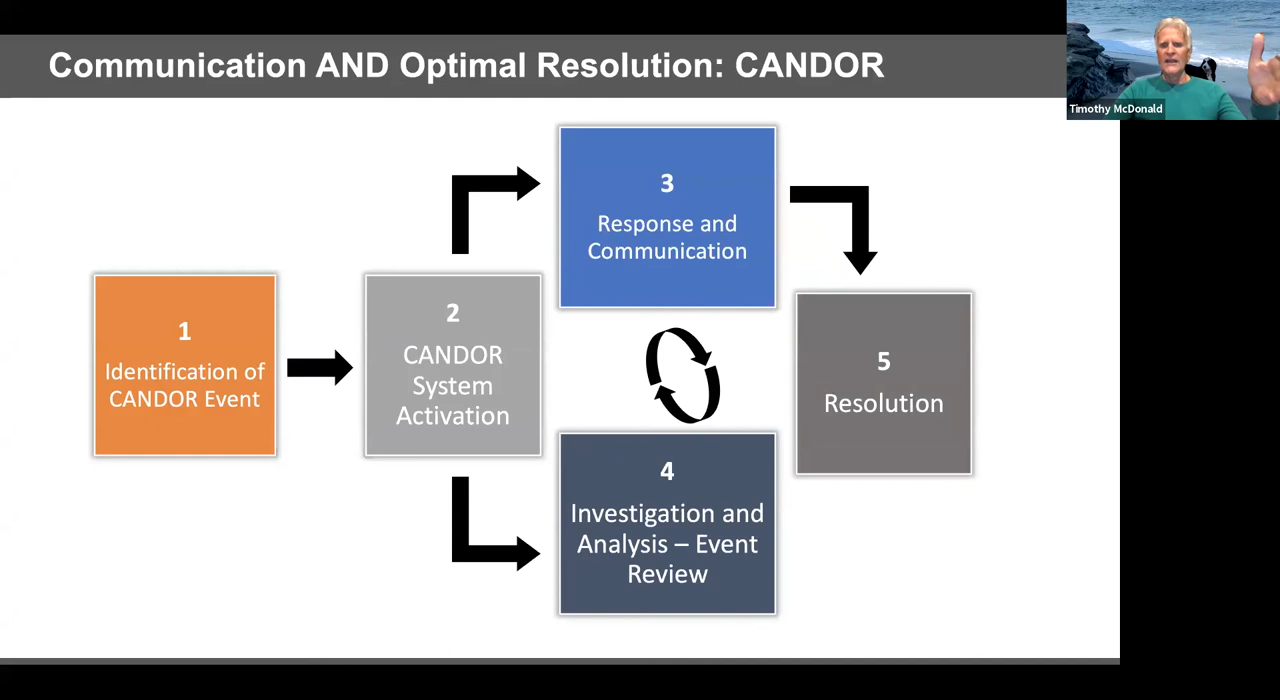 Communication AND Optimal Resolution: CANDOR
Timothy McDonald
1
Identification of
CANDOR Event
2
CANDOR
System
Activation
3
Response and
Communication
4
Investigation and
Analysis – Event
Review
5
Resolution